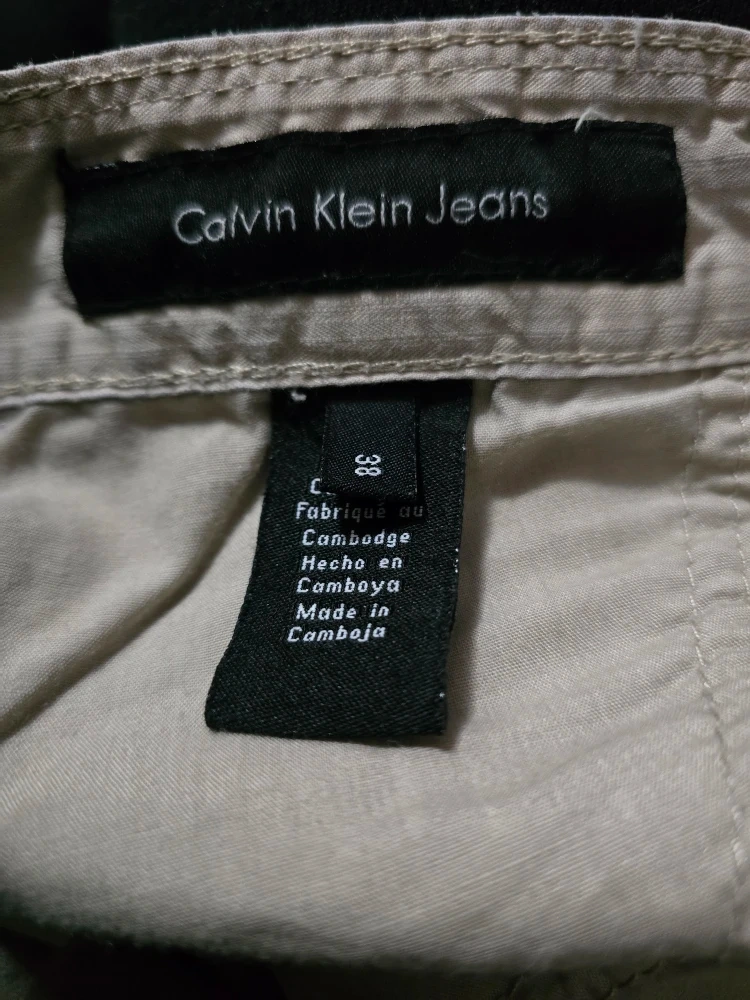 Calvin Klein Jeans
38
Fabriqué au
Cambodge
Hecho en
Camboya
Made in
Camboja